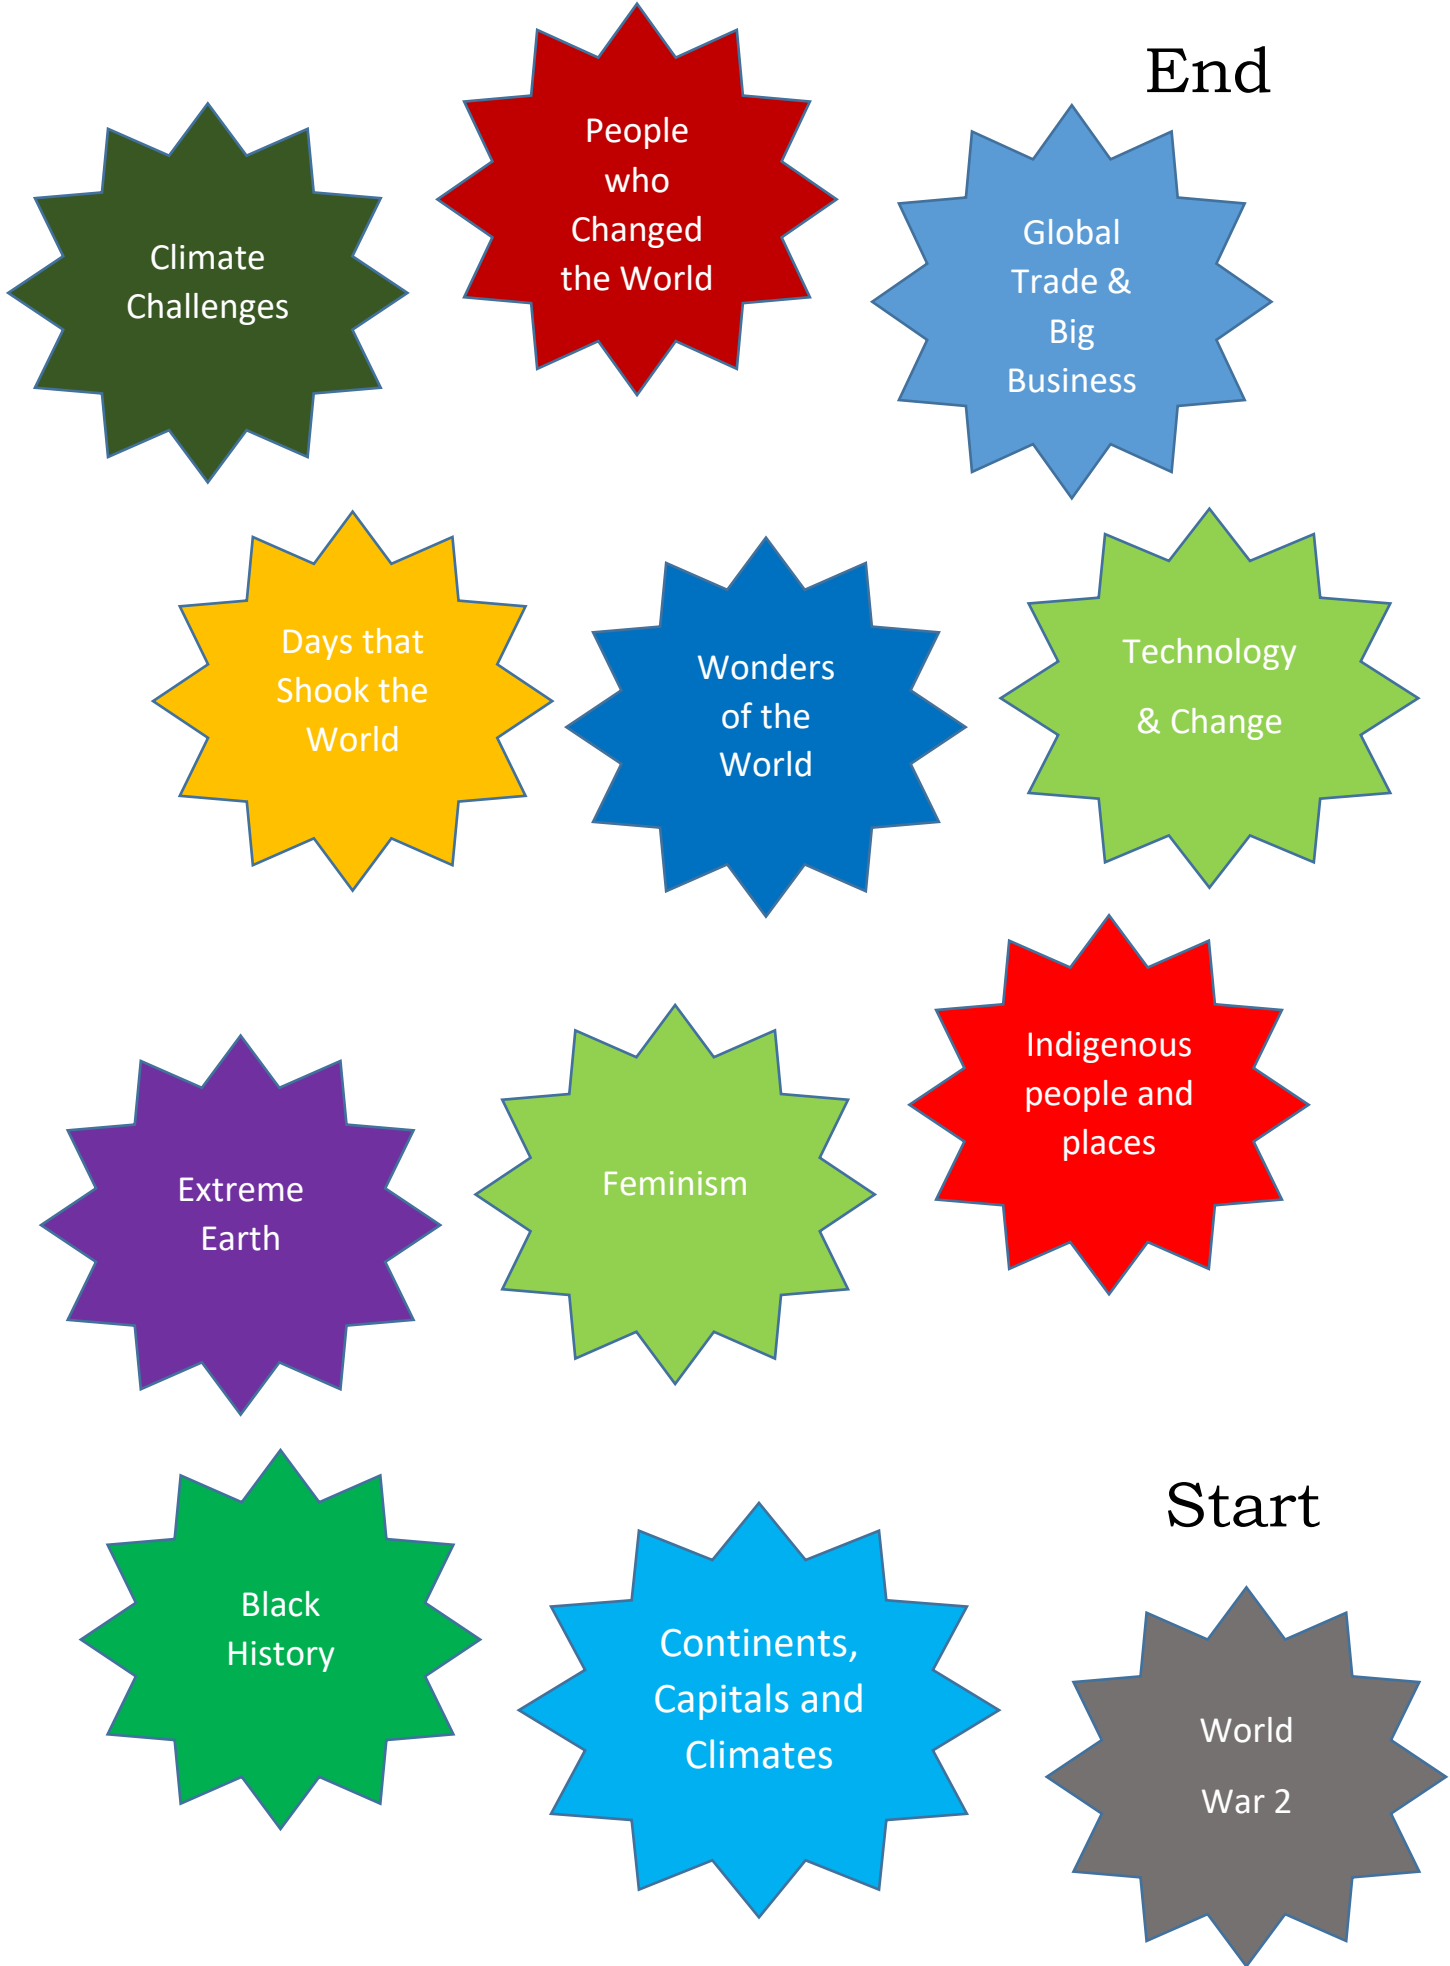 End
People
who
Changed
the World
Climate
Challenges
Global
Trade &
Big
Business
Days that
Shook the
World
Wonders
of the
World
Technology
& Change
Indigenous
people and
places
Extreme
Earth
Feminism
Start
Black
History
Continents,
Capitals and
Climates
World
War 2